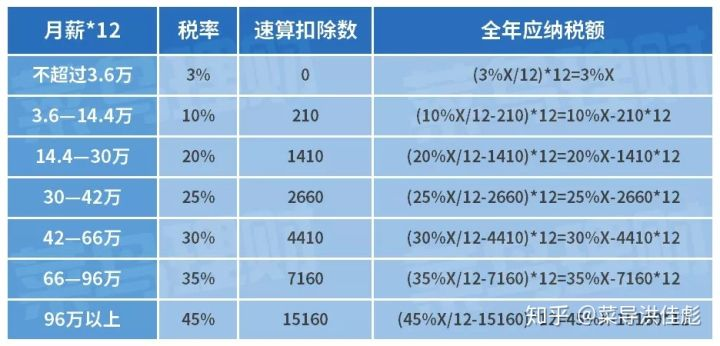 月薪*12 税率 速算扣除数 全年应纳税额
不超过3.6万 3% 0 (3%X/12)*12=3%X
3.6—14.4万 10% 210 (10%X/12-210)*12=10%X-210*12
14.4—30万 20% 1410 (20%X/12-1410)*12=20%X-1410*12
30—42万 25% 2660 (25%X/12-2660)*12=25%X-2660*12
42—66万 30% 4410 (30%X/12-4410)*12=30%X-4410*12
66—96万 35% 7160 (35%X/12-7160)*12=35%X-7160*12
96万以上 45% 15160 (45%X/12-15160)*12=45%X-15160*12
知乎 @菜导洪佳彪